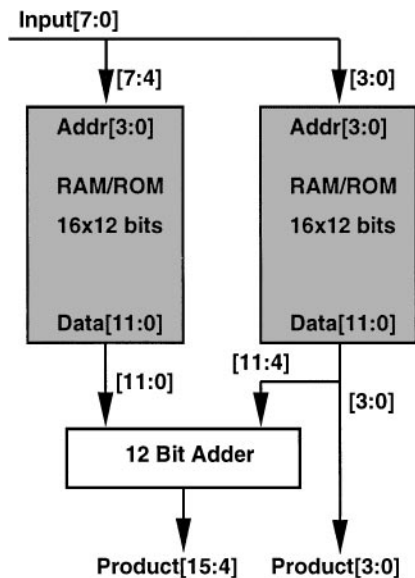 Input[7:0]
[7:4] [3:0]
Addr[3:0] Addr[3:0]
RAM/ROM RAM/ROM
16x12 bits 16x12 bits
Data[11:0] Data[11:0]
[11:0] [11:4]
[3:0]
12 Bit Adder
Product[15:4] Product[3:0]